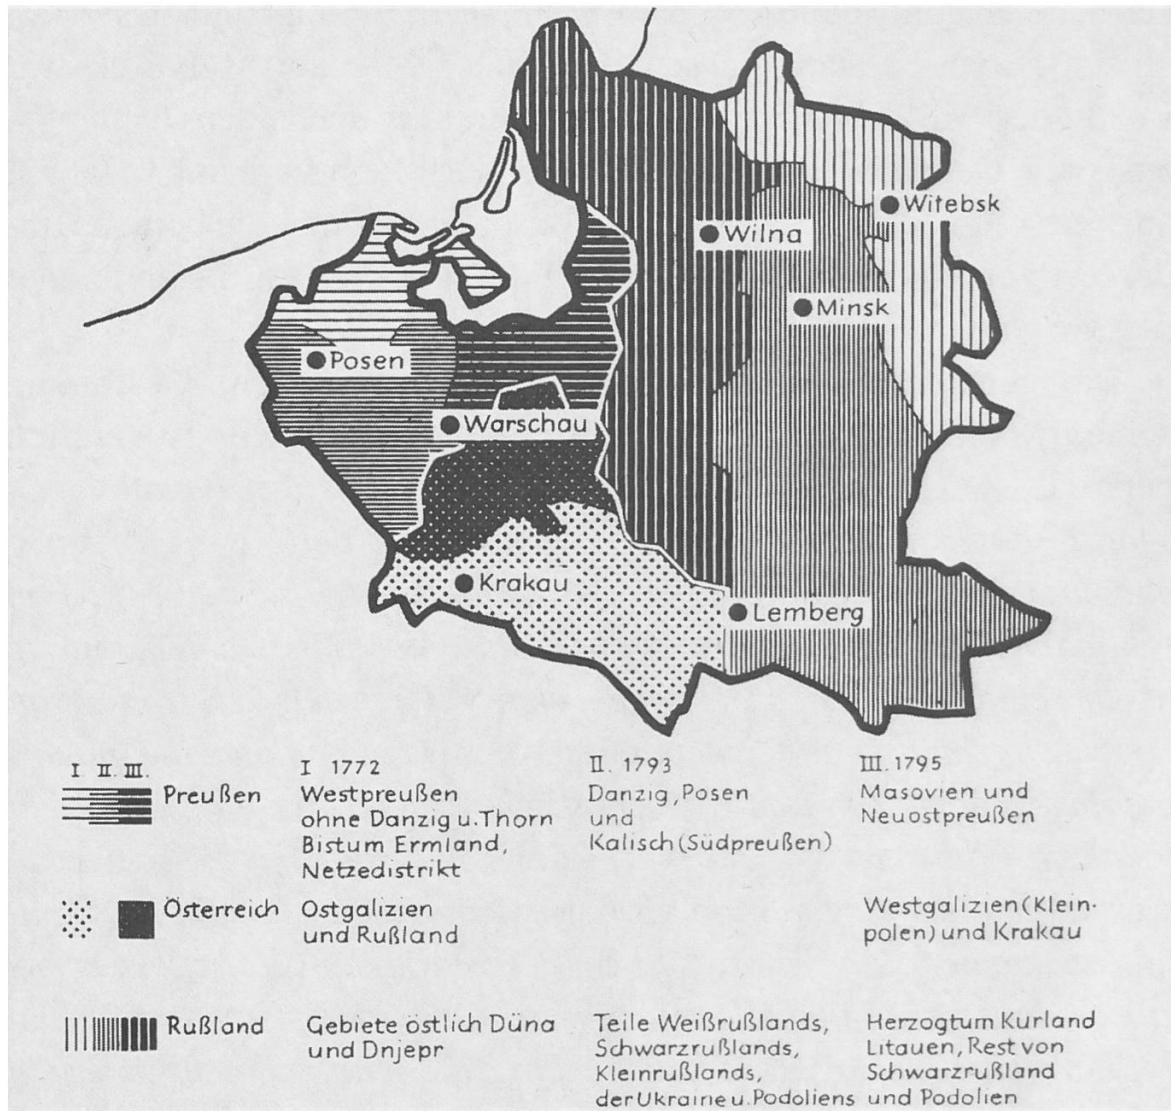 Witebsk
Wilna
Minsk
Posen
Warschau
Krakau
Lemberg
I II. III.
Preußen
I 1772
Westpreußen
ohne Danzig u. Thorn
Bistum Ermland,
Netzedistrikt
II. 1793
Danzig, Posen
und
Kalisch (Südpreußen)
III. 1795
Masovien und
Neuostpreußen
Österreich
Ostgalizien
und Rußland
Westgalizien (Klein-
polen) und Krakau
Rußland
Gebiete östlich Düna
und Dnjepr
Teile Weißrußlands,
Schwarzrußlands,
Kleinrußlands,
der Ukraine u. Podoliens
Herzogtum Kurland
Litauen, Rest von
Schwarzrußland
und Podolien